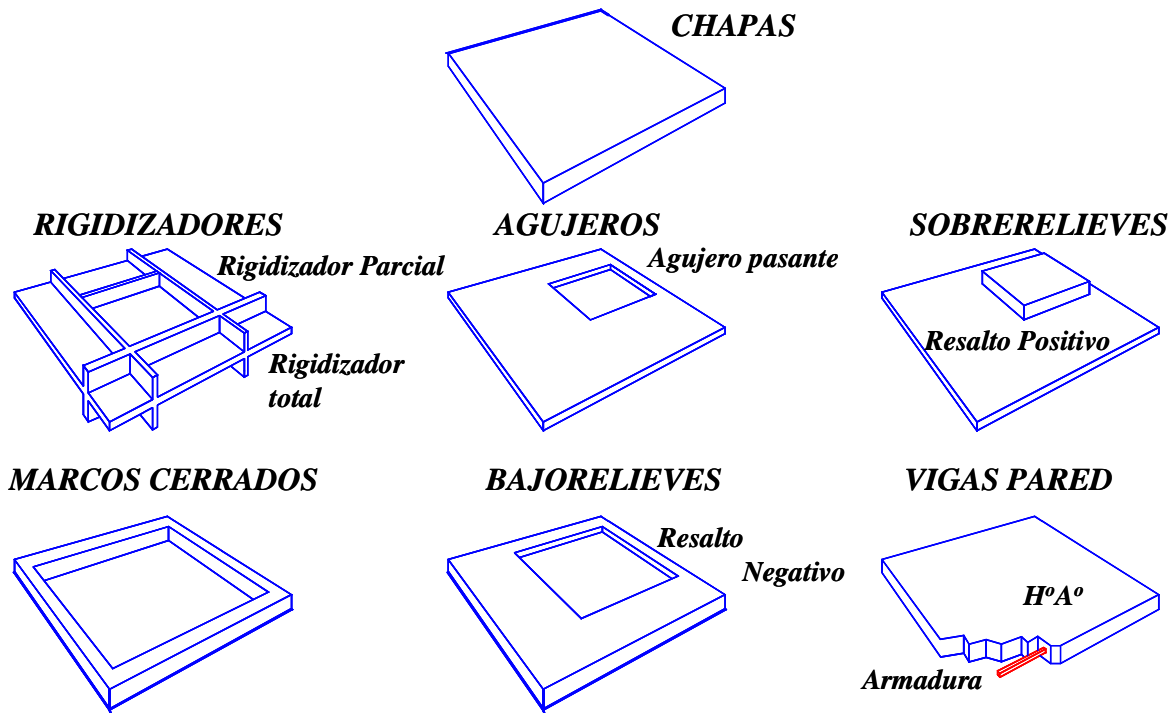 CHAPAS
RIGIDIZADORES
AGUJEROS
SOBRERELIEVES
Rigidizador Parcial
Agujero pasante
Resalto Positivo
Rigidizador
total
MARCOS CERRADOS
BAJORELIEVES
VIGAS PARED
Resalto
Negativo
HºAº
Armadura